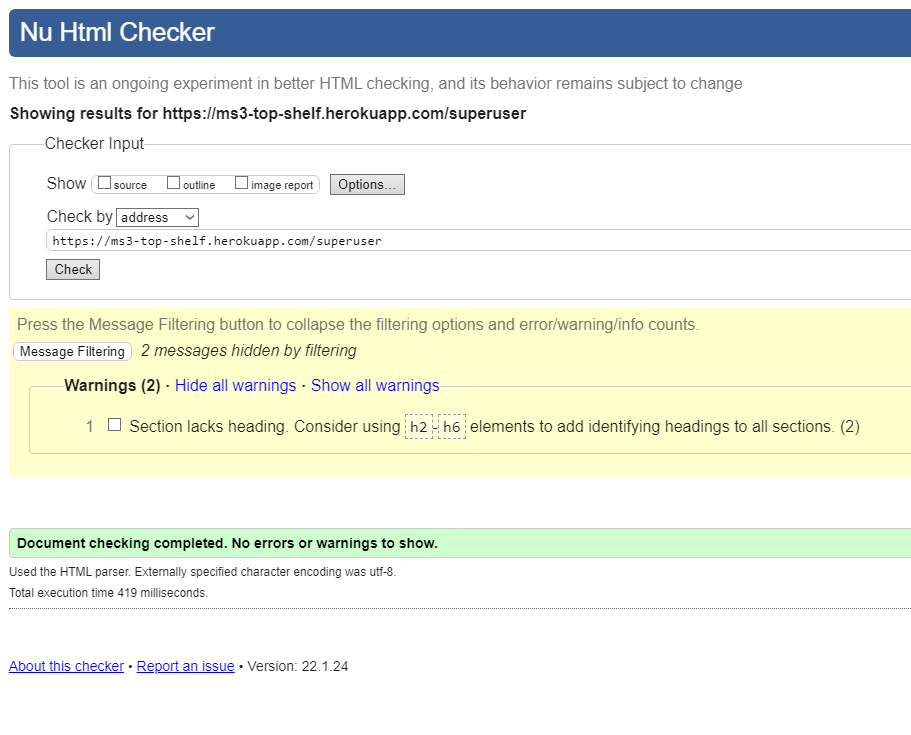 Nu Html Checker
This tool is an ongoing experiment in better HTML checking, and its behavior remains subject to change
Showing results for https://ms3-top-shelf.herokuapp.com/superuser
Checker Input
Show source outline image report Options...
Check by address
https://ms3-top-shelf.herokuapp.com/superuser
Check
Press the Message Filtering button to collapse the filtering options and error/warning/info counts.
Message Filtering 2 messages hidden by filtering
Warnings (2) · Hide all warnings · Show all warnings
1 Section lacks heading. Consider using h2-h6 elements to add identifying headings to all sections. (2)
Document checking completed. No errors or warnings to show.
Used the HTML parser. Externally specified character encoding was utf-8.
Total execution time 419 milliseconds.
About this checker • Report an issue • Version: 22.1.24